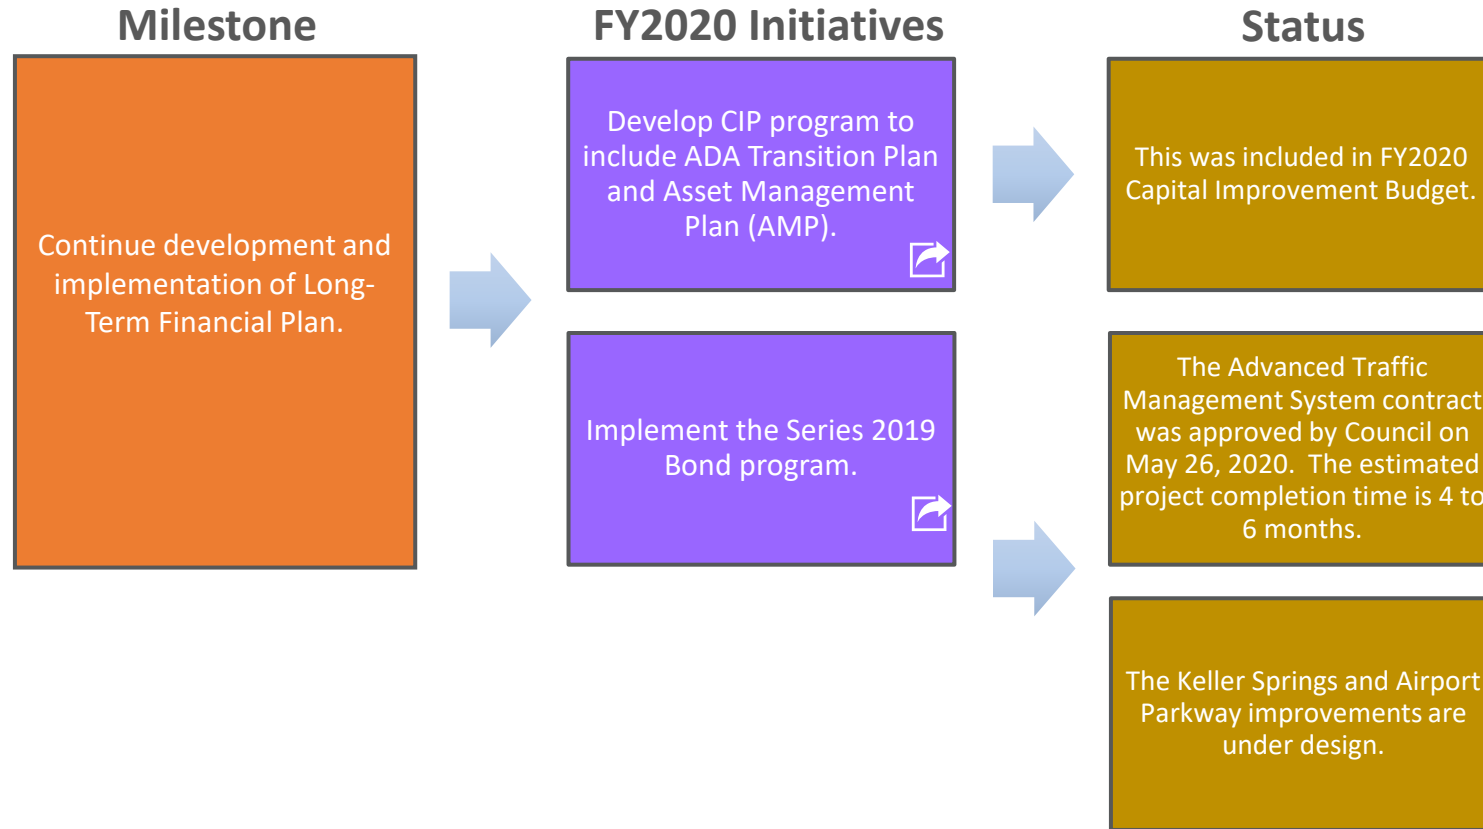 Milestone
FY2020 Initiatives
Status
Continue development and
implementation of Long-
Term Financial Plan.
Develop CIP program to
include ADA Transition Plan
and Asset Management
Plan (AMP).
This was included in FY2020
Capital Improvement Budget.
Implement the Series 2019
Bond program.
The Advanced Traffic
Management System contract
was approved by Council on
May 26, 2020.  The estimated
project completion time is 4 to
6 months.
The Keller Springs and Airport
Parkway improvements are
under design.